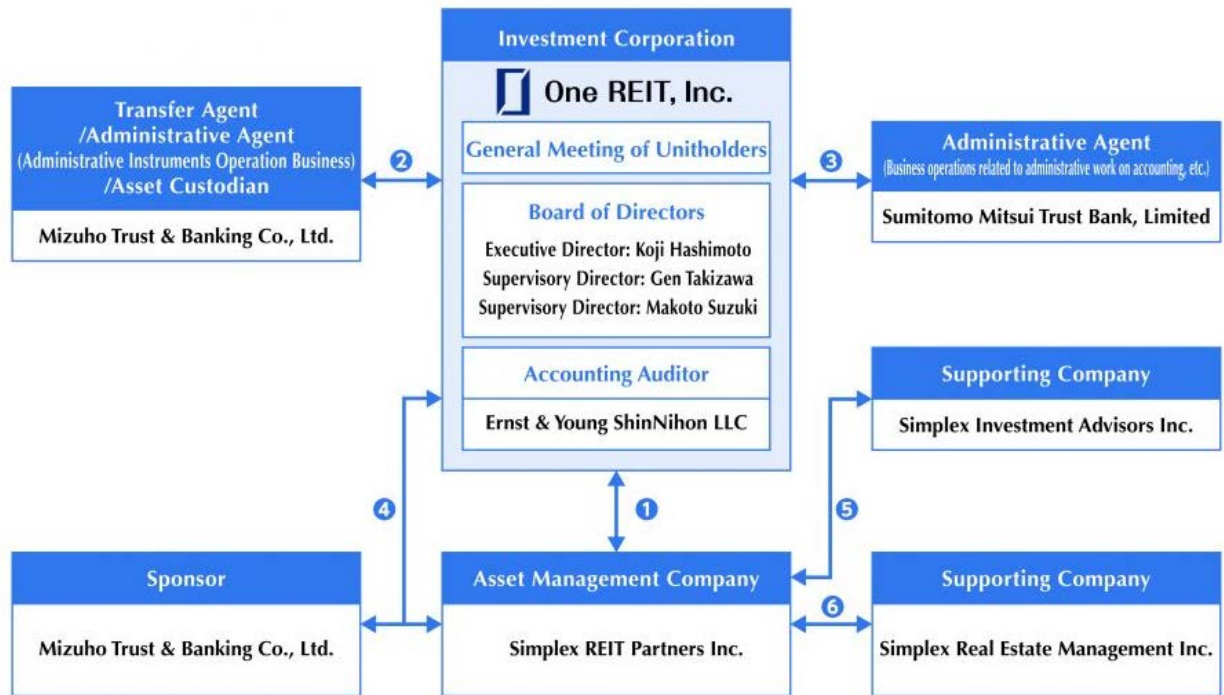 Investment Corporation
One REIT, Inc.
General Meeting of Unitholders
Board of Directors
Executive Director: Koji Hashimoto
Supervisory Director: Gen Takizawa
Supervisory Director: Makoto Suzuki
Accounting Auditor
Ernst & Young ShinNihon LLC
Transfer Agent
/Administrative Agent
(Administrative Instruments Operation Business)
/Asset Custodian
Mizuho Trust & Banking Co., Ltd.
2
3
Administrative Agent
(Business operations related to administrative work on accounting, etc.)
Sumitomo Mitsui Trust Bank, Limited
Supporting Company
Simplex Investment Advisors Inc.
4
1
5
Sponsor
Mizuho Trust & Banking Co., Ltd.
Asset Management Company
Simplex REIT Partners Inc.
6
Supporting Company
Simplex Real Estate Management Inc.